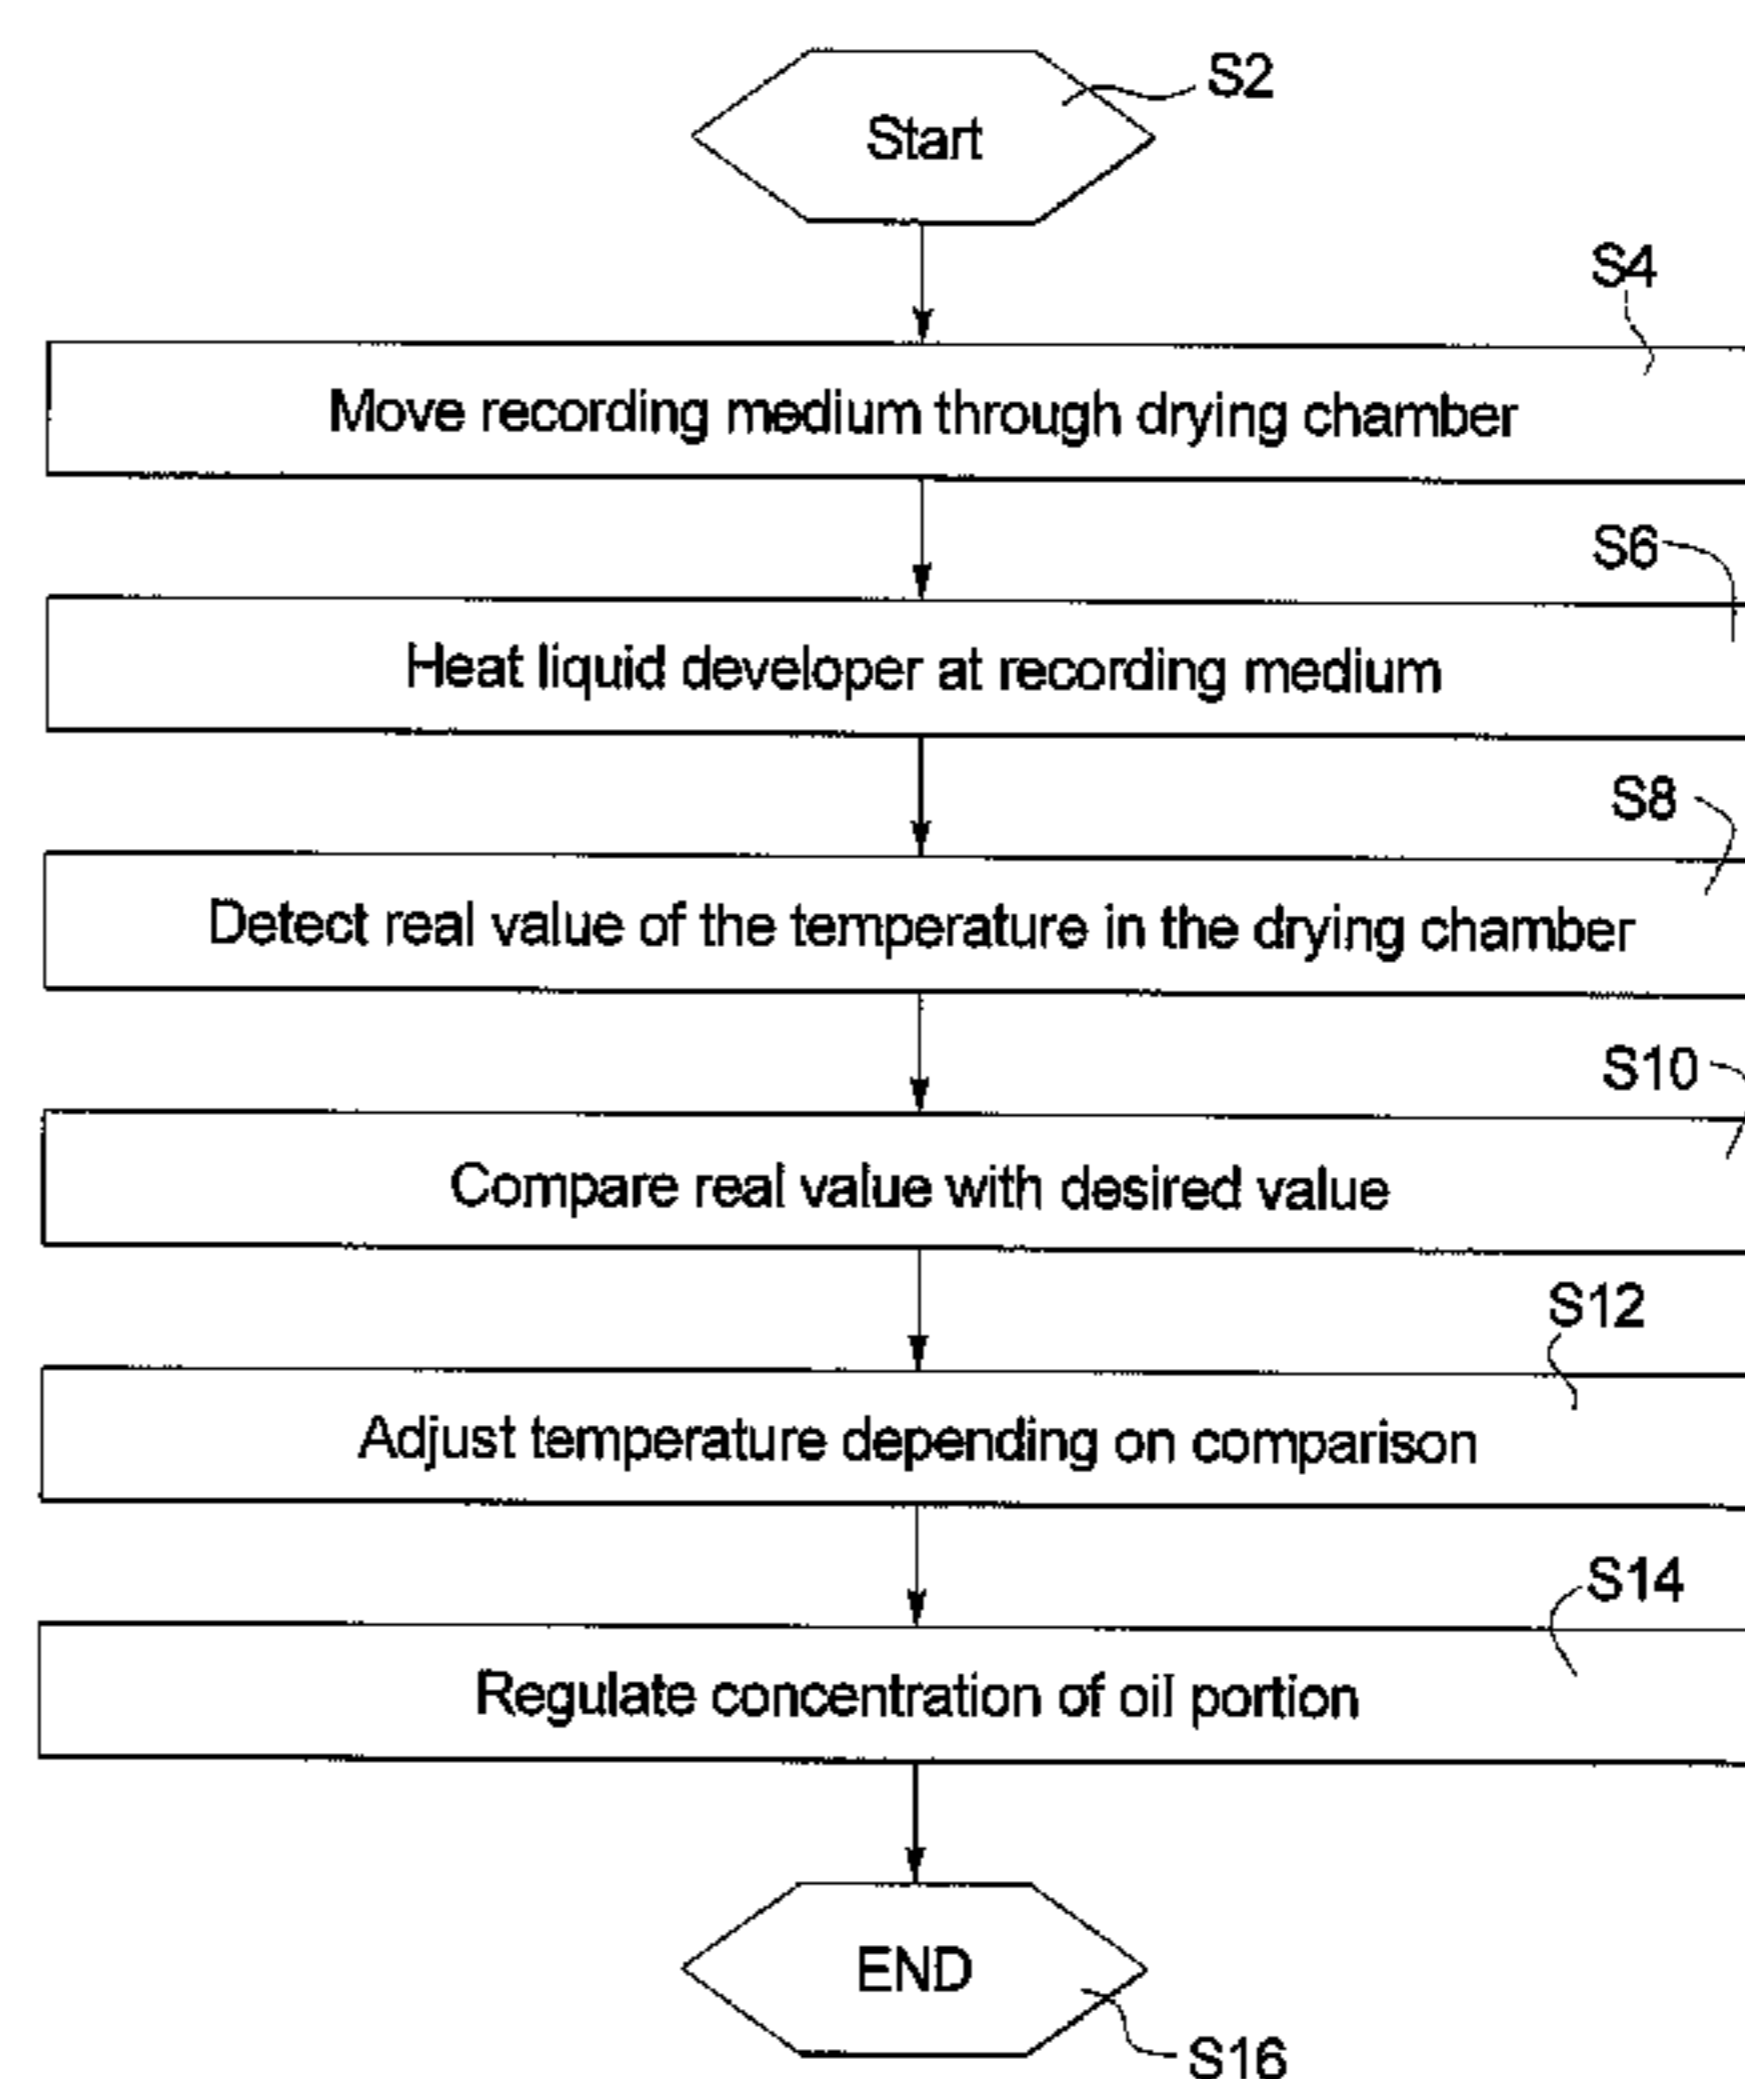 S2
Start
S4
Move recording medium through drying chamber
S6
Heat liquid developer at recording medium
S8
Detect real value of the temperature in the drying chamber
S10
Compare real value with desired value
S12
Adjust temperature depending on comparison
S14
Regulate concentration of oil portion
END
S16